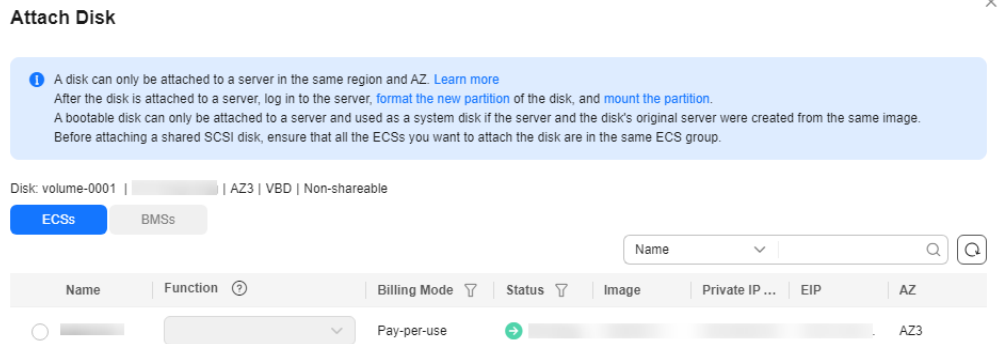 Attach Disk
A disk can only be attached to a server in the same region and AZ. Learn more
After the disk is attached to a server, log in to the server, format the new partition of the disk, and mount the partition.
A bootable disk can only be attached to a server and used as a system disk if the server and the disk's original server were created from the same image.
Before attaching a shared SCSI disk, ensure that all the ECSs you want to attach the disk are in the same ECS group.
Disk: volume-0001 | | AZ3 | VBD | Non-shareable
ECSs BMSs
Name
Name Function ? Billing Mode Status Image Private IP ... EIP AZ
Pay-per-use . AZ3